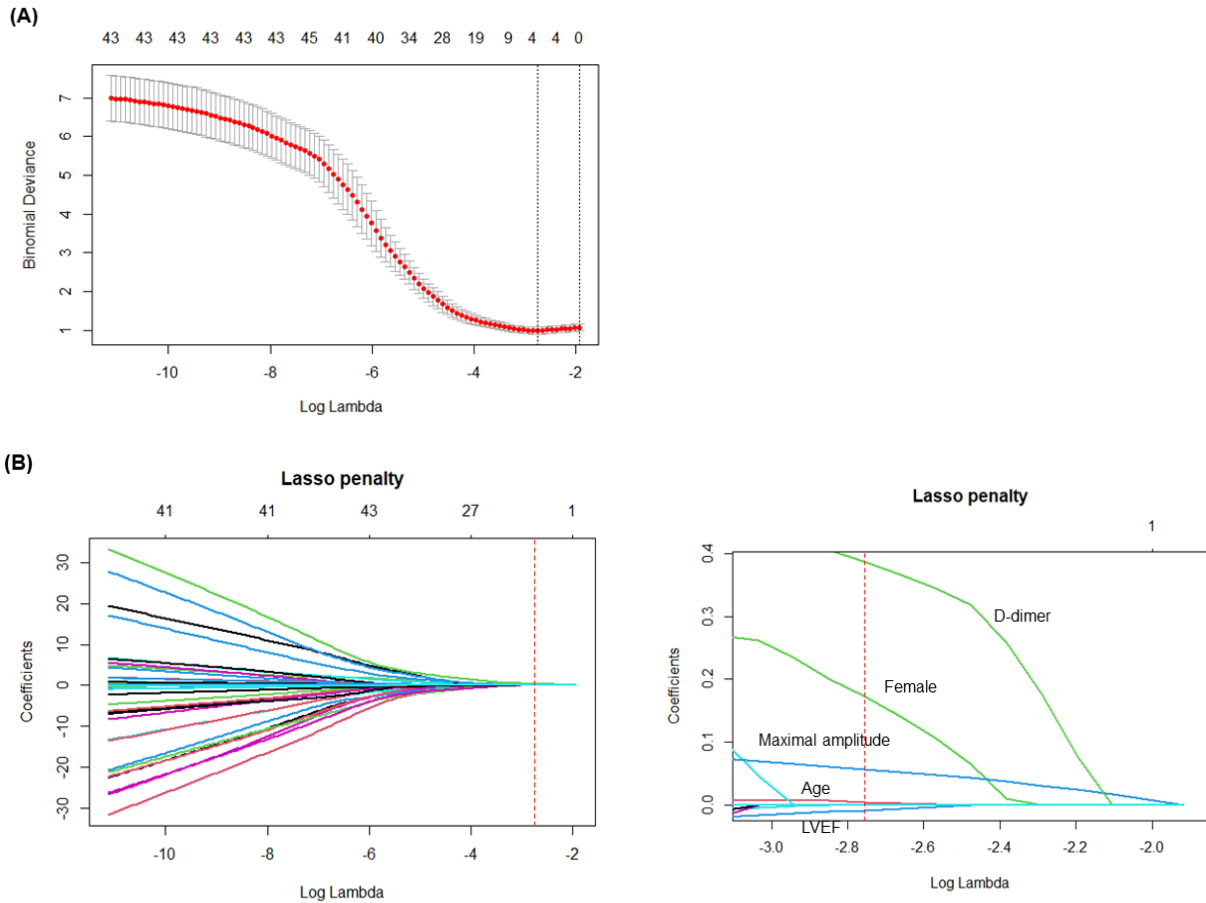 (A)
43 43 43 43 43 43 45 41 40 34 28 19 9 4 4 0
7
6
5
4
3
2
1
Binomial Deviance
-10 -8 -6 -4 -2
Log Lambda
(B)
Lasso penalty
41 41 43 27 1
30
20
10
0
-10
-20
-30
Coefficients
-10 -8 -6 -4 -2
Log Lambda
Lasso penalty
1
0.4
0.3
0.2
0.1
0.0
Coefficients
D-dimer
Female
Maximal amplitude
Age
LVEF
-3.0 -2.8 -2.6 -2.4 -2.2 -2.0
Log Lambda